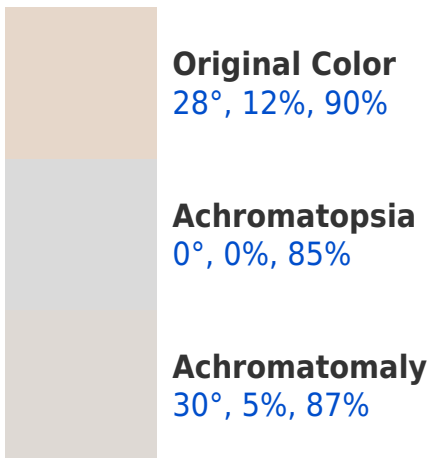 Original Color
28°, 12%, 90%
Achromatopsia
0°, 0%, 85%
Achromatomaly
30°, 5%, 87%